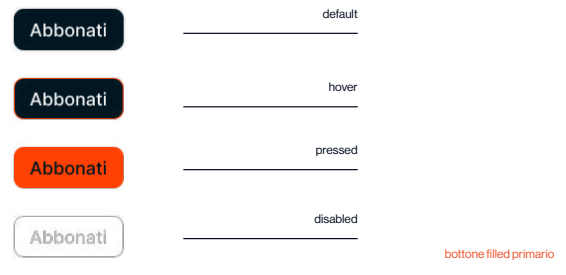 Abbonati
default
Abbonati
hover
Abbonati
pressed
Abbonati
disabled
bottone filled primario